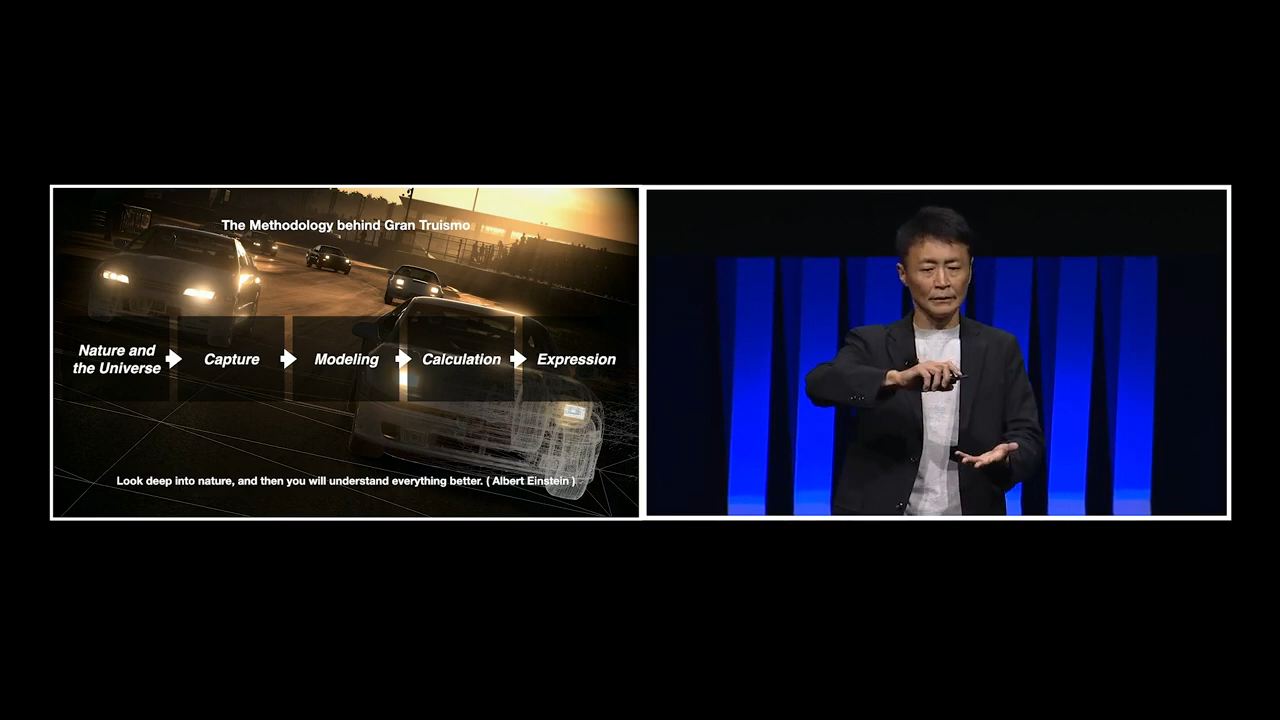 The Methodology behind Gran Truismo
Nature and
the Universe
Capture
Modeling
Calculation
Expression
Look deep into nature, and then you will understand everything better. ( Albert Einstein )